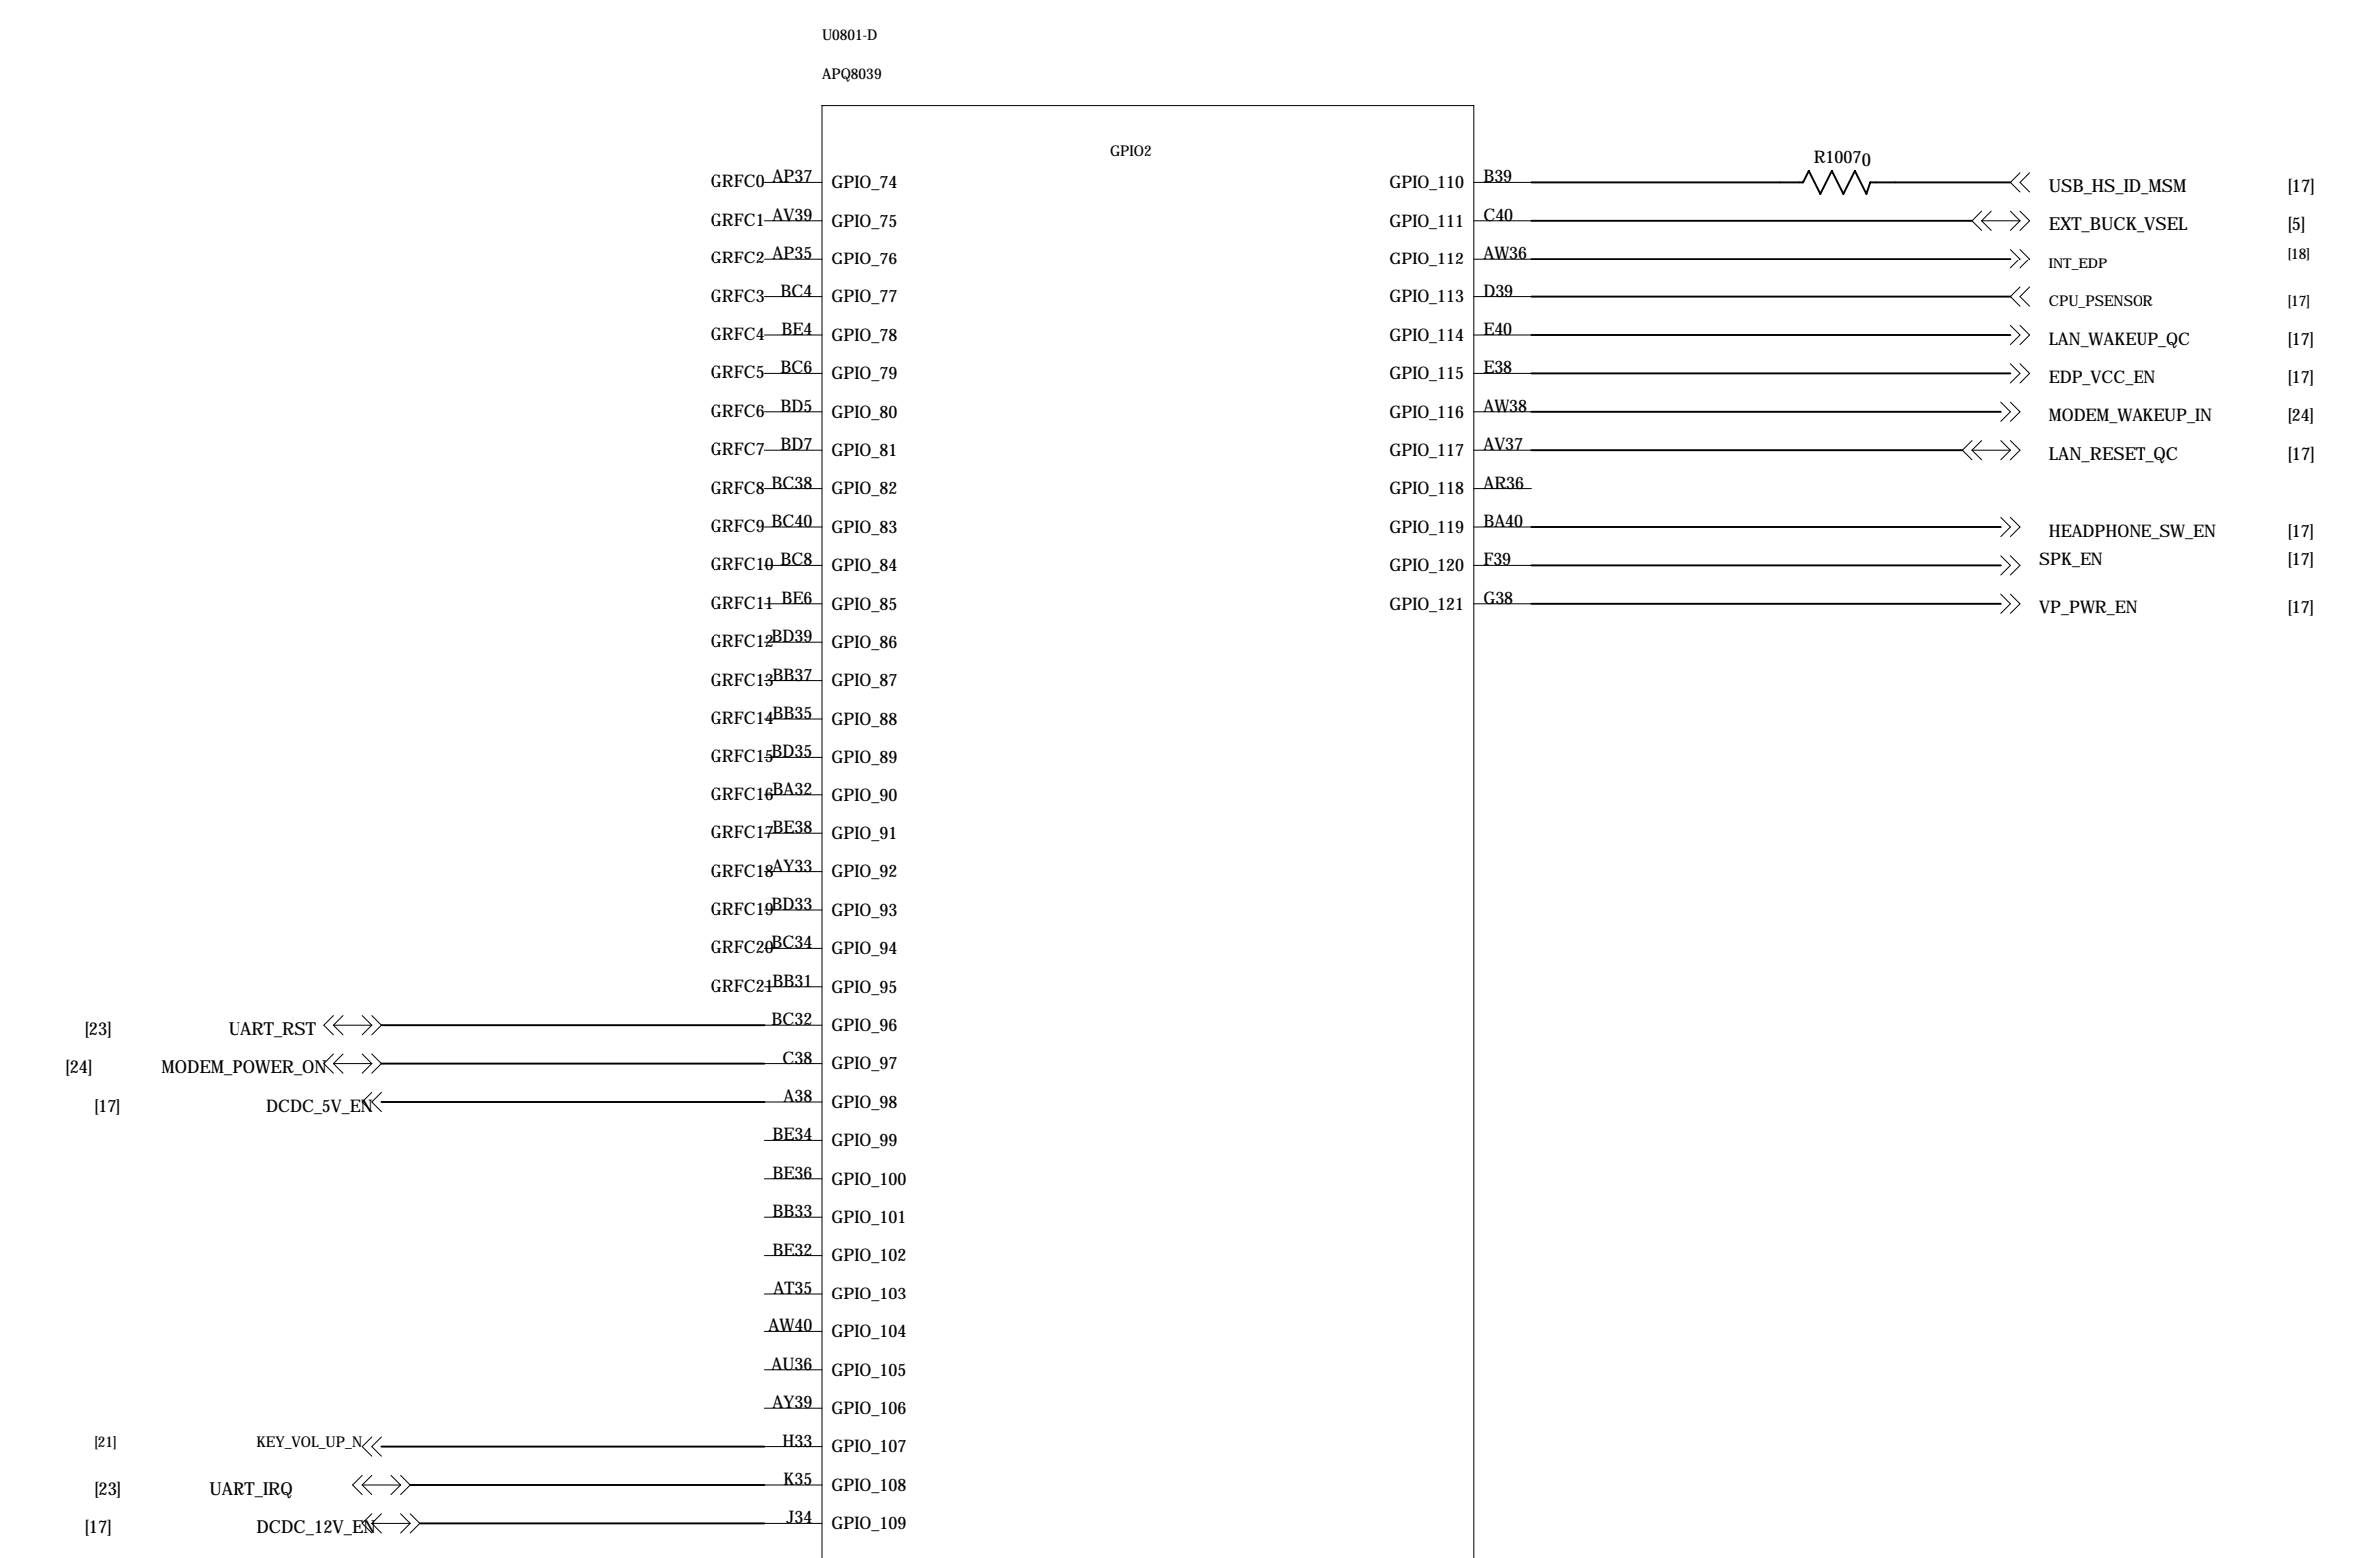 U0801-D
APQ8039
GPIO2
R1007 0
GRFC0 AP37 GPIO_74 GPIO_110 B39 USB_HS_ID_MSM [17]
GRFC1 AV39 GPIO_75 GPIO_111 C40 EXT_BUCK_VSEL [5]
GRFC2 AP35 GPIO_76 GPIO_112 AW36 INT_EDP [18]
GRFC3 BC4 GPIO_77 GPIO_113 D39 CPU_PSENSOR [17]
GRFC4 BE4 GPIO_78 GPIO_114 E40 LAN_WAKEUP_QC [17]
GRFC5 BC6 GPIO_79 GPIO_115 E38 EDP_VCC_EN [17]
GRFC6 BD5 GPIO_80 GPIO_116 AW38 MODEM_WAKEUP_IN [24]
GRFC7 BD7 GPIO_81 GPIO_117 AV37 LAN_RESET_QC [17]
GRFC8 BC38 GPIO_82 GPIO_118 AR36
GRFC9 BC40 GPIO_83 GPIO_119 BA40 HEADPHONE_SW_EN [17]
GRFC10 BC8 GPIO_84 GPIO_120 F39 SPK_EN [17]
GRFC11 BE6 GPIO_85 GPIO_121 G38 VP_PWR_EN [17]
GRFC12 BD39 GPIO_86
GRFC13 BB37 GPIO_87
GRFC14 BB35 GPIO_88
GRFC15 BD35 GPIO_89
GRFC16 BA32 GPIO_90
GRFC17 BE38 GPIO_91
GRFC18 AY33 GPIO_92
GRFC19 BD33 GPIO_93
GRFC20 BC34 GPIO_94
GRFC21 BB31 GPIO_95
[23] UART_RST BC32 GPIO_96
[24] MODEM_POWER_ON C38 GPIO_97
[17] DCDC_5V_EN A38 GPIO_98
BE34 GPIO_99
BE36 GPIO_100
BB33 GPIO_101
BE32 GPIO_102
AT35 GPIO_103
AW40 GPIO_104
AU36 GPIO_105
AY39 GPIO_106
[21] KEY_VOL_UP_N H33 GPIO_107
[23] UART_IRQ K35 GPIO_108
[17] DCDC_12V_EN J34 GPIO_109